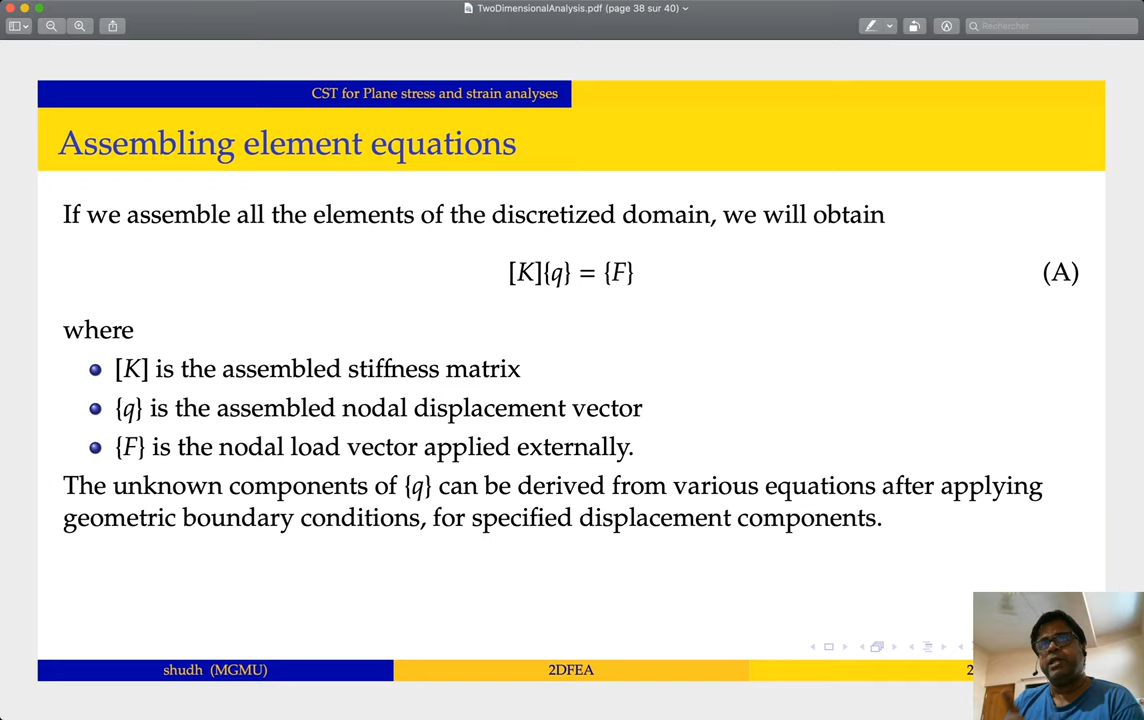 TwoDimensionalAnalysis.pdf (page 38 sur 40)
Rechercher
CST for Plane stress and strain analyses
Assembling element equations
If we assemble all the elements of the discretized domain, we will obtain
[K]{q} = {F} (A)
where
[K] is the assembled stiffness matrix
{q} is the assembled nodal displacement vector
{F} is the nodal load vector applied externally.
The unknown components of {q} can be derived from various equations after applying
geometric boundary conditions, for specified displacement components.
shudh (MGMU) 2DFEA 2